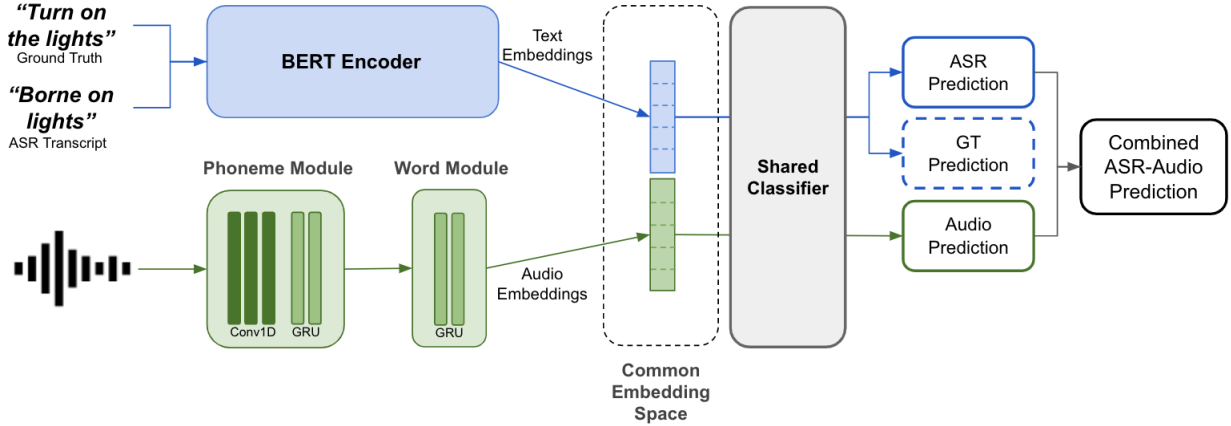 “Turn on
the lights”
Ground Truth
“Borne on
lights”
ASR Transcript
BERT Encoder
Text
Embeddings
Phoneme Module
Conv1D
GRU
Word Module
GRU
Audio
Embeddings
Common
Embedding
Space
Shared
Classifier
ASR
Prediction
GT
Prediction
Audio
Prediction
Combined
ASR-Audio
Prediction